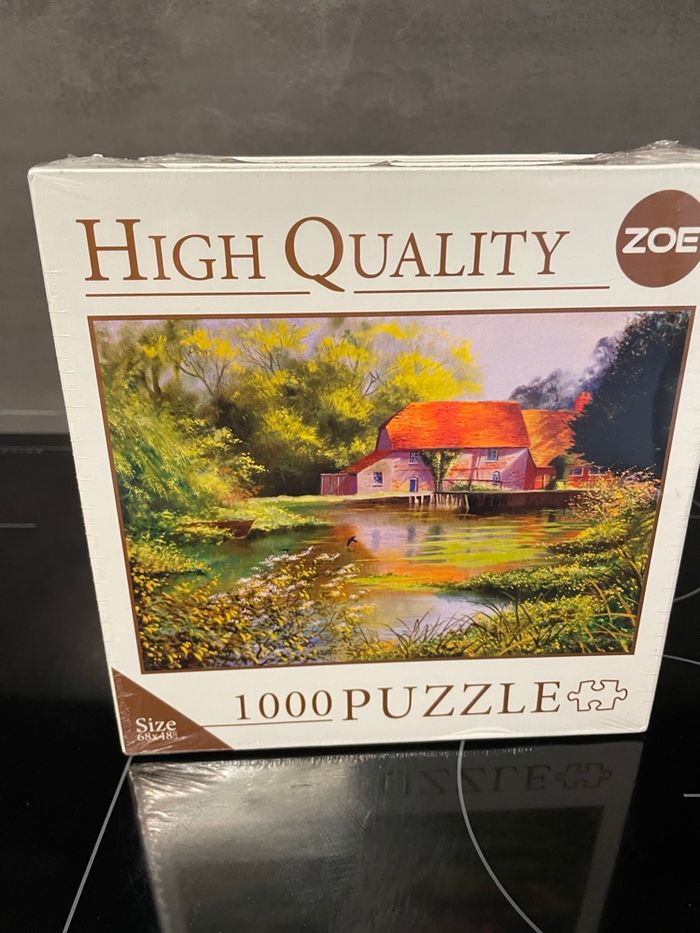 HIGH QUALITY
ZOE
1000 PUZZLE
Size
68x48